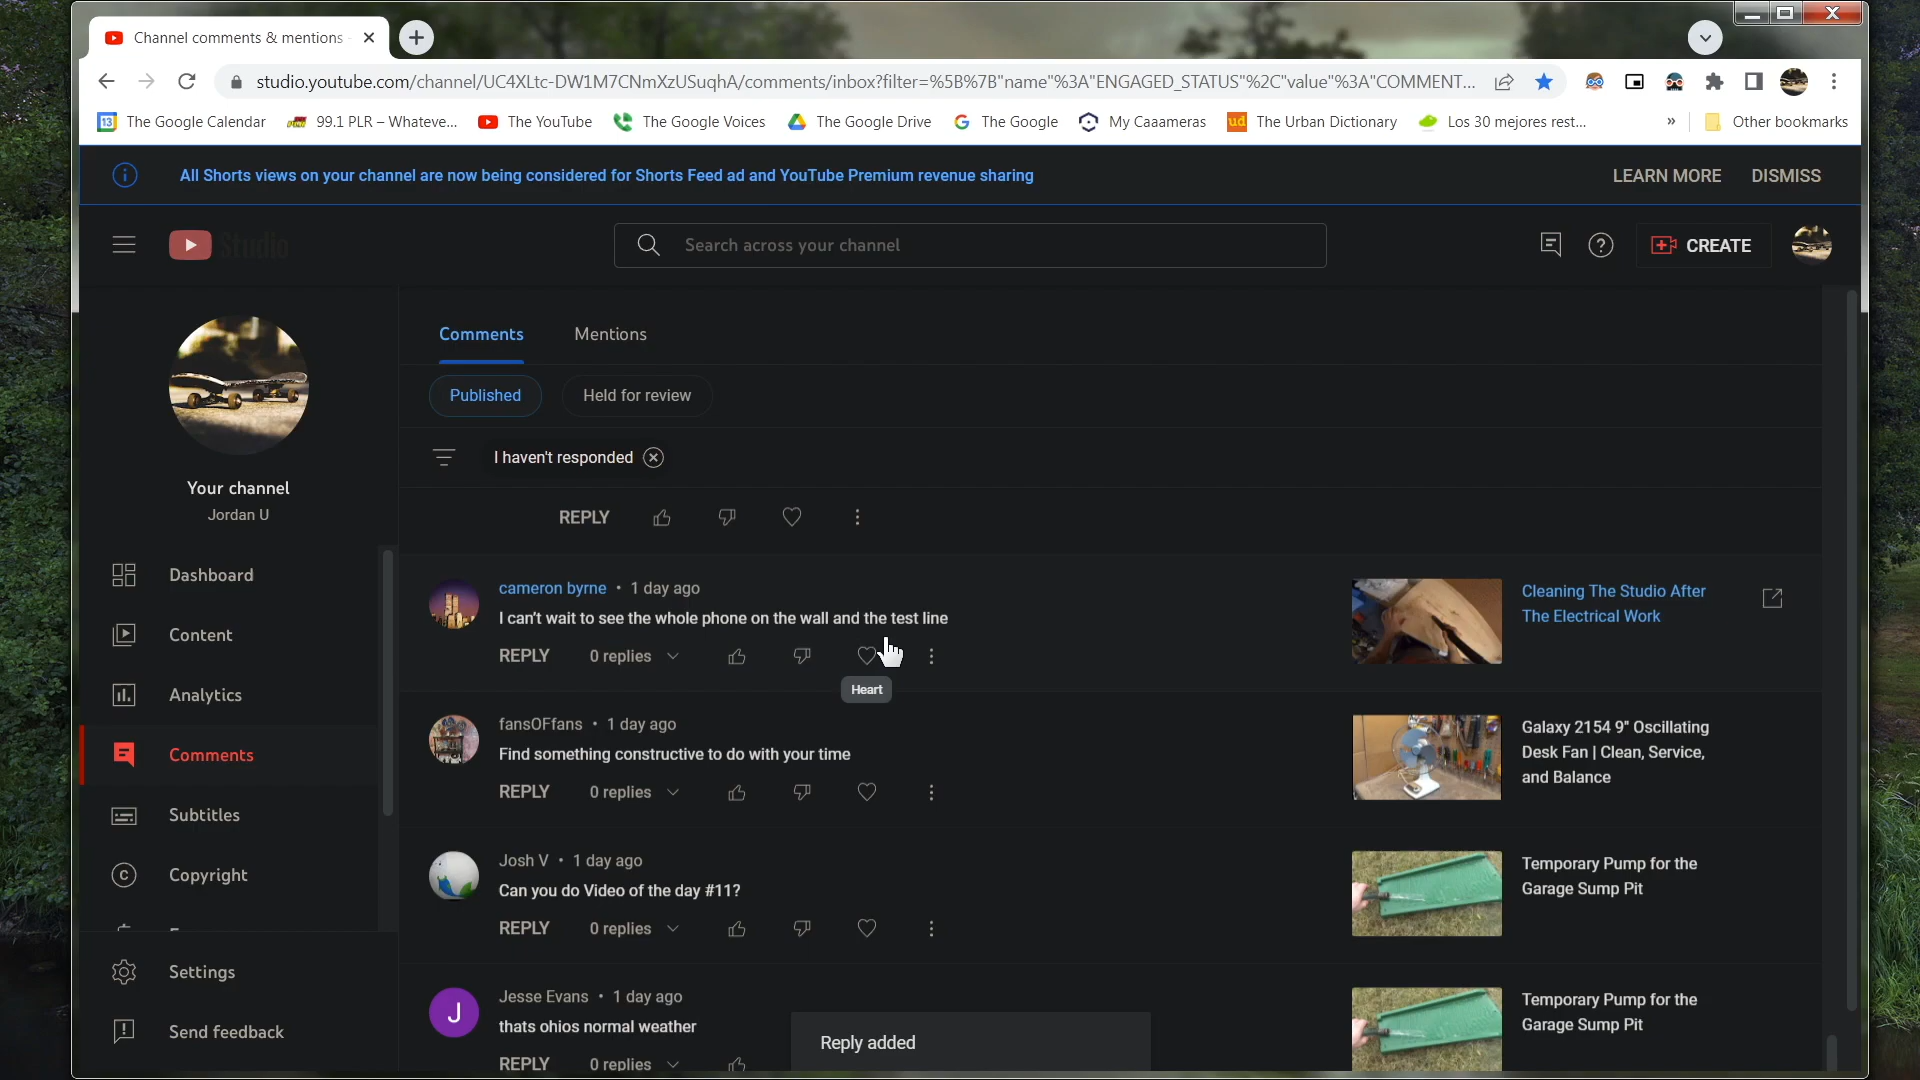 Channel comments & mentions
studio.youtube.com/channel/UC4XLtc-DW1M7CNmXzUSuqhA/comments/inbox?filter=%5B%7B"name"%3A"ENGAGED_STATUS"%2C"value"%3A"COMMENT...
13 The Google Calendar
99.1 PLR – Whateve...
The YouTube
The Google Voices
The Google Drive
G The Google
My Caaameras
ud The Urban Dictionary
Los 30 mejores rest...
»
Other bookmarks
All Shorts views on your channel are now being considered for Shorts Feed ad and YouTube Premium revenue sharing
LEARN MORE
DISMISS
Studio
Search across your channel
CREATE
Your channel
Jordan U
Dashboard
Content
Analytics
Comments
Subtitles
Copyright
Settings
Send feedback
Comments
Mentions
Published
Held for review
I haven't responded
REPLY
cameron byrne • 1 day ago
I can't wait to see the whole phone on the wall and the test line
REPLY 0 replies
Heart
Cleaning The Studio After
The Electrical Work
fansOFfans • 1 day ago
Find something constructive to do with your time
REPLY 0 replies
Galaxy 2154 9" Oscillating
Desk Fan | Clean, Service,
and Balance
Josh V • 1 day ago
Can you do Video of the day #11?
REPLY 0 replies
Temporary Pump for the
Garage Sump Pit
J
Jesse Evans • 1 day ago
thats ohios normal weather
REPLY 0 replies
Temporary Pump for the
Garage Sump Pit
Reply added